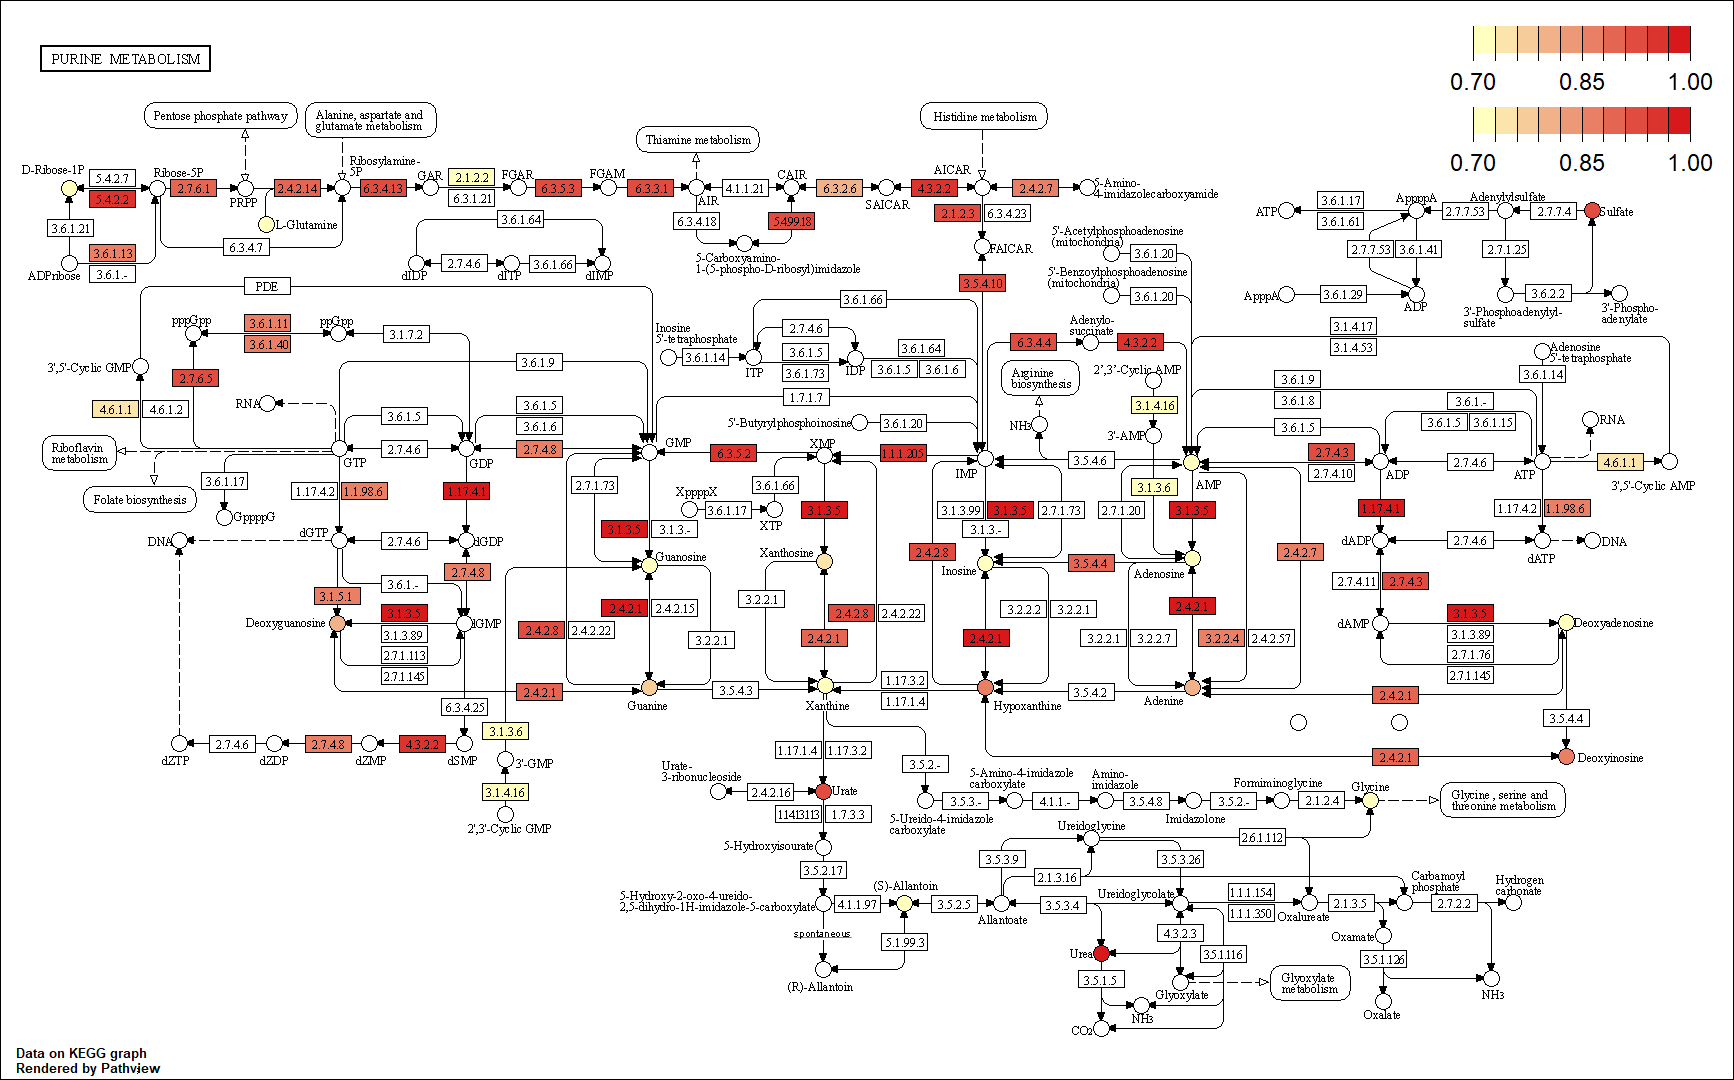 PURINE METABOLISM
0.70 0.85 1.00
0.70 0.85 1.00
Pentose phosphate pathway
Alanine, aspartate and
glutamate metabolism
Thiamine metabolism
Histidine metabolism
D-Ribose-1P
5.4.2.7
5.4.2.2
Ribose-5P
2.7.6.1
PRPP
2.4.2.14
Ribosylamine-
5P
6.3.4.13
GAR
2.1.2.2
6.3.1.21
FGAR
6.3.5.3
FGAM
6.3.3.1
AIR
4.1.1.21
CAIR
6.3.2.6
SAICAR
4.3.2.2
AICAR
2.4.2.7
5-Amino-
4-imidazolecarboxyamide
L-Glutamine
3.6.1.21
3.6.1.13
3.6.1.-
ADPribose
6.3.4.7
3.6.1.64
dIDP
2.7.4.6
dITP
3.6.1.66
dIMP
6.3.4.18
5.4.99.18
5-Carboxyamino-
1-(5-phospho-D-ribosyl)imidazole
2.1.2.3
6.3.4.23
FAICAR
3.5.4.10
5'-Acetylphosphoadenosine
(mitochondria)
3.6.1.20
5'-Benzoylphosphoadenosine
(mitochondria)
3.6.1.20
ATP
3.6.1.17
3.6.1.61
AppppA
2.7.7.53
Adenylylsulfate
2.7.7.4
Sulfate
2.7.7.53
3.6.1.41
2.7.1.25
ApppA
3.6.1.29
ADP
3.6.2.2
3'-Phosphoadenylyl-
sulfate
3'-Phospho-
adenylate
PDE
pppGpp
3.6.1.11
3.6.1.40
ppGpp
3.1.7.2
3',5'-Cyclic GMP
2.7.6.5
3.6.1.9
4.6.1.1
4.6.1.2
RNA
3.6.1.5
3.6.1.5
3.6.1.6
Inosine
5'-tetraphosphate
3.6.1.14
ITP
3.6.1.66
2.7.4.6
3.6.1.5
3.6.1.73
IDP
3.6.1.64
3.6.1.5
3.6.1.6
1.7.1.7
6.3.4.4
Adenylo-
succinate
4.3.2.2
Arginine
biosynthesis
2',3'-Cyclic AMP
3.1.4.16
3'-AMP
NH3
3.1.4.17
3.1.4.53
Adenosine
5'-tetraphosphate
3.6.1.14
3.6.1.9
3.6.1.8
3.6.1.5
3.6.1.-
3.6.1.5
3.6.1.15
RNA
5'-Butyrylphosphoinosine
3.6.1.20
Riboflavin
metabolism
GTP
2.7.4.6
GDP
2.7.4.8
GMP
6.3.5.2
XMP
1.1.1.205
IMP
3.5.4.6
AMP
2.7.4.3
2.7.4.10
ADP
2.7.4.6
ATP
4.6.1.1
3',5'-Cyclic AMP
Folate biosynthesis
3.6.1.17
GppppG
1.17.4.2
1.1.98.6
1.17.4.1
2.7.1.73
3.1.3.5
3.1.3.-
XppppX
3.6.1.17
3.6.1.66
XTP
3.1.3.5
3.1.3.99
3.1.3.5
3.1.3.-
2.7.1.73
3.1.3.6
2.7.1.20
3.1.3.5
1.17.4.1
1.17.4.2
1.1.98.6
DNA
dGTP
2.7.4.6
dGDP
dADP
2.7.4.6
dATP
DNA
3.6.1.-
2.7.4.8
Guanosine
Xanthosine
2.4.2.8
Inosine
3.5.4.4
Adenosine
2.4.2.7
2.7.4.11
2.7.4.3
3.1.5.1
Deoxyguanosine
3.1.3.5
3.1.3.89
2.7.1.113
2.7.1.145
dGMP
2.4.2.8
2.4.2.22
2.4.2.1
2.4.2.15
3.2.2.1
3.2.2.1
2.4.2.8
2.4.2.22
2.4.2.1
3.2.2.2
3.2.2.1
2.4.2.1
2.4.2.1
3.2.2.1
3.2.2.7
3.2.2.4
2.4.2.57
dAMP
3.1.3.5
3.1.3.89
2.7.1.76
2.7.1.145
Deoxyadenosine
2.4.2.1
Guanine
3.5.4.3
Xanthine
1.17.3.2
1.17.1.4
Hypoxanthine
3.5.4.2
Adenine
2.4.2.1
3.5.4.4
6.3.4.25
dZTP
2.7.4.6
dZDP
2.7.4.8
dZMP
4.3.2.2
dSMP
3.1.3.6
3'-GMP
3.1.4.16
2',3'-Cyclic GMP
2.4.2.1
Deoxyinosine
1.17.1.4
1.17.3.2
3.5.2.-
Urate-
3-ribonucleoside
2.4.2.16
Urate
1.14.13.113
1.7.3.3
5-Ureido-4-imidazole
carboxylate
3.5.3.-
5-Amino-4-imidazole
carboxylate
4.1.1.-
Amino-
imidazole
3.5.4.8
Imidazolone
3.5.2.-
Formiminoglycine
2.1.2.4
Glycine
Glycine, serine and
threonine metabolism
5-Hydroxyisourate
3.5.2.17
5-Hydroxy-2-oxo-4-ureido-
2,5-dihydro-1H-imidazole-5-carboxylate
4.1.1.97
(S)-Allantoin
3.5.2.5
Allantoate
3.5.3.9
Ureidoglycine
2.1.3.16
3.5.3.26
2.6.1.112
3.5.3.4
Ureidoglycolate
1.1.1.154
1.1.1.350
Oxalureate
2.1.3.5
Carbamoyl
phosphate
2.7.2.2
Hydrogen
carbonate
spontaneous
5.1.99.3
(R)-Allantoin
Urea
3.5.1.5
4.3.2.3
3.5.1.116
Glyoxylate
Glyoxylate
metabolism
Oxamate
3.5.1.126
Oxalate
NH3
NH3
CO2
Data on KEGG graph
Rendered by Pathview